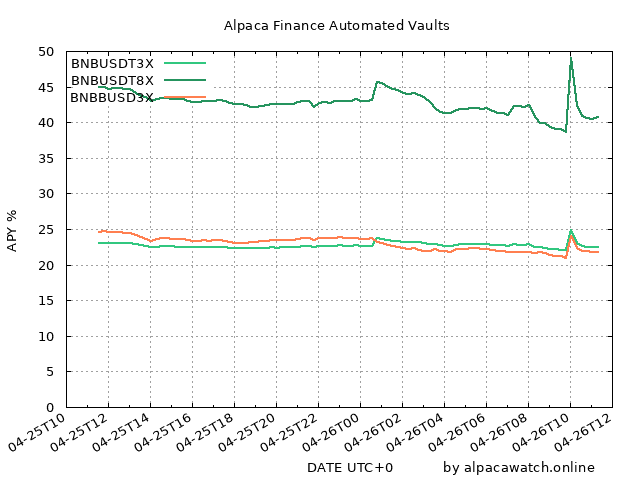 Alpaca Finance Automated Vaults
BNBUSDT3X
BNBUSDT8X
BNBBUSD3X
50
45
40
35
30
25
20
15
10
5
0
APY %
04-25T10
04-25T12
04-25T14
04-25T16
04-25T18
04-25T20
04-25T22
04-26T00
04-26T02
04-26T04
04-26T06
04-26T08
04-26T10
04-26T12
DATE UTC+0
by alpacawatch.online